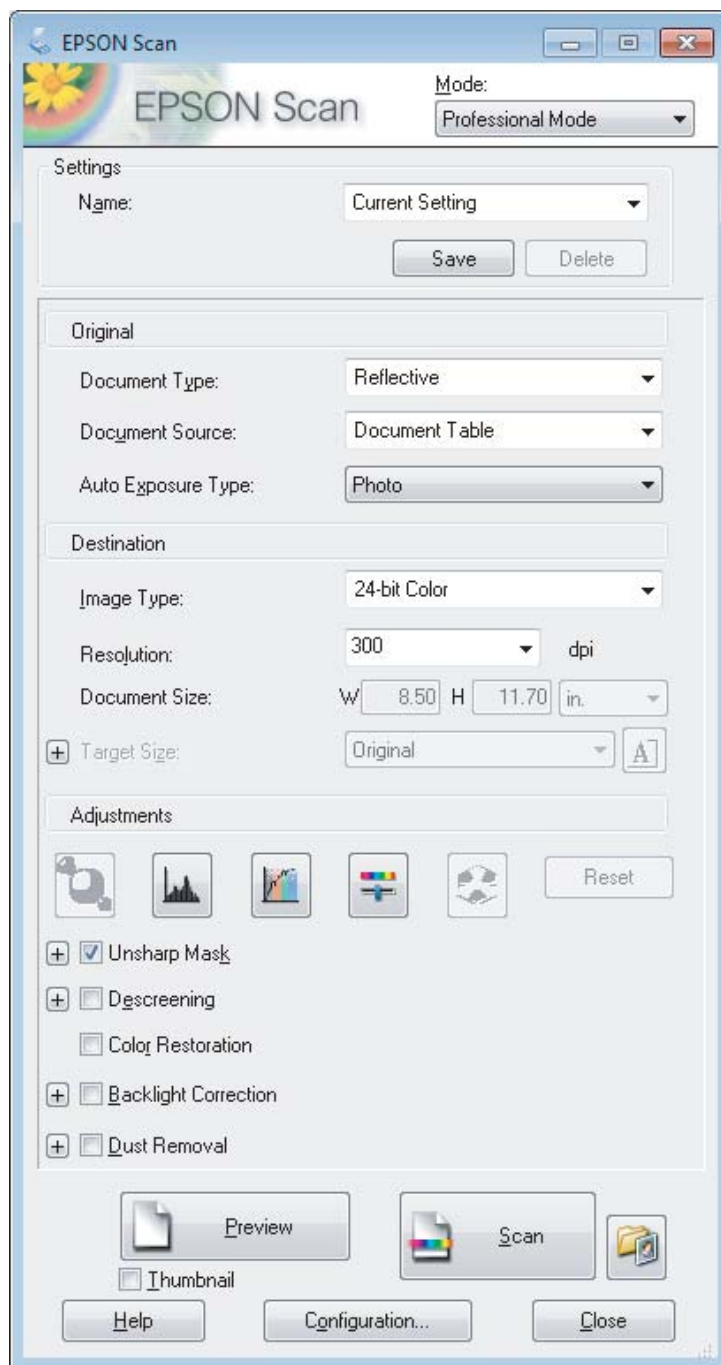 EPSON Scan
EPSON Scan
Mode:
Professional Mode
Settings
Name:
Current Setting
Save
Delete
Original
Document Type:
Reflective
Document Source:
Document Table
Auto Exposure Type:
Photo
Destination
Image Type:
24-bit Color
Resolution:
300
dpi
Document Size:
W 8.50 H 11.70 in.
Target Size:
Original
A
Adjustments
Reset
Unsharp Mask
Descreening
Color Restoration
Backlight Correction
Dust Removal
Preview
Scan
Thumbnail
Help
Configuration...
Close